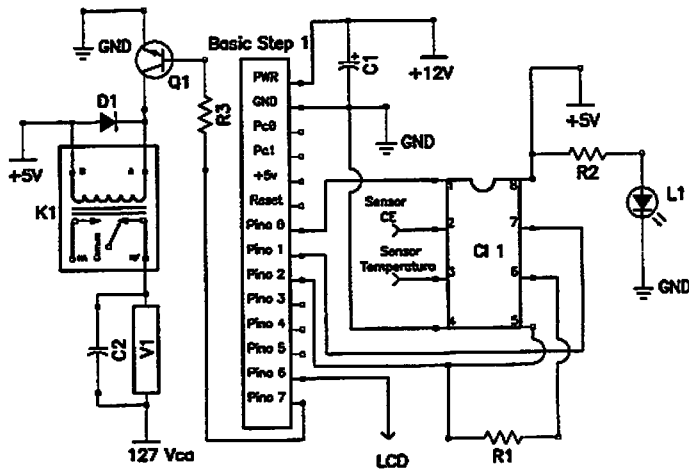 GND
Q1
D1
+5V
B
A
K1
Comum
NA
NF
C2
V1
127 Vca
R3
Basic Step 1
PWR
GND
Pc0
Pc1
+5v
Reset
Pino 0
Pino 1
Pino 2
Pino 3
Pino 4
Pino 5
Pino 6
Pino 7
C1
+
+12V
GND
Sensor
CE
Sensor
Temperatura
1
2
3
4
CI 1
8
7
6
5
+5V
R2
L1
GND
R1
LCD